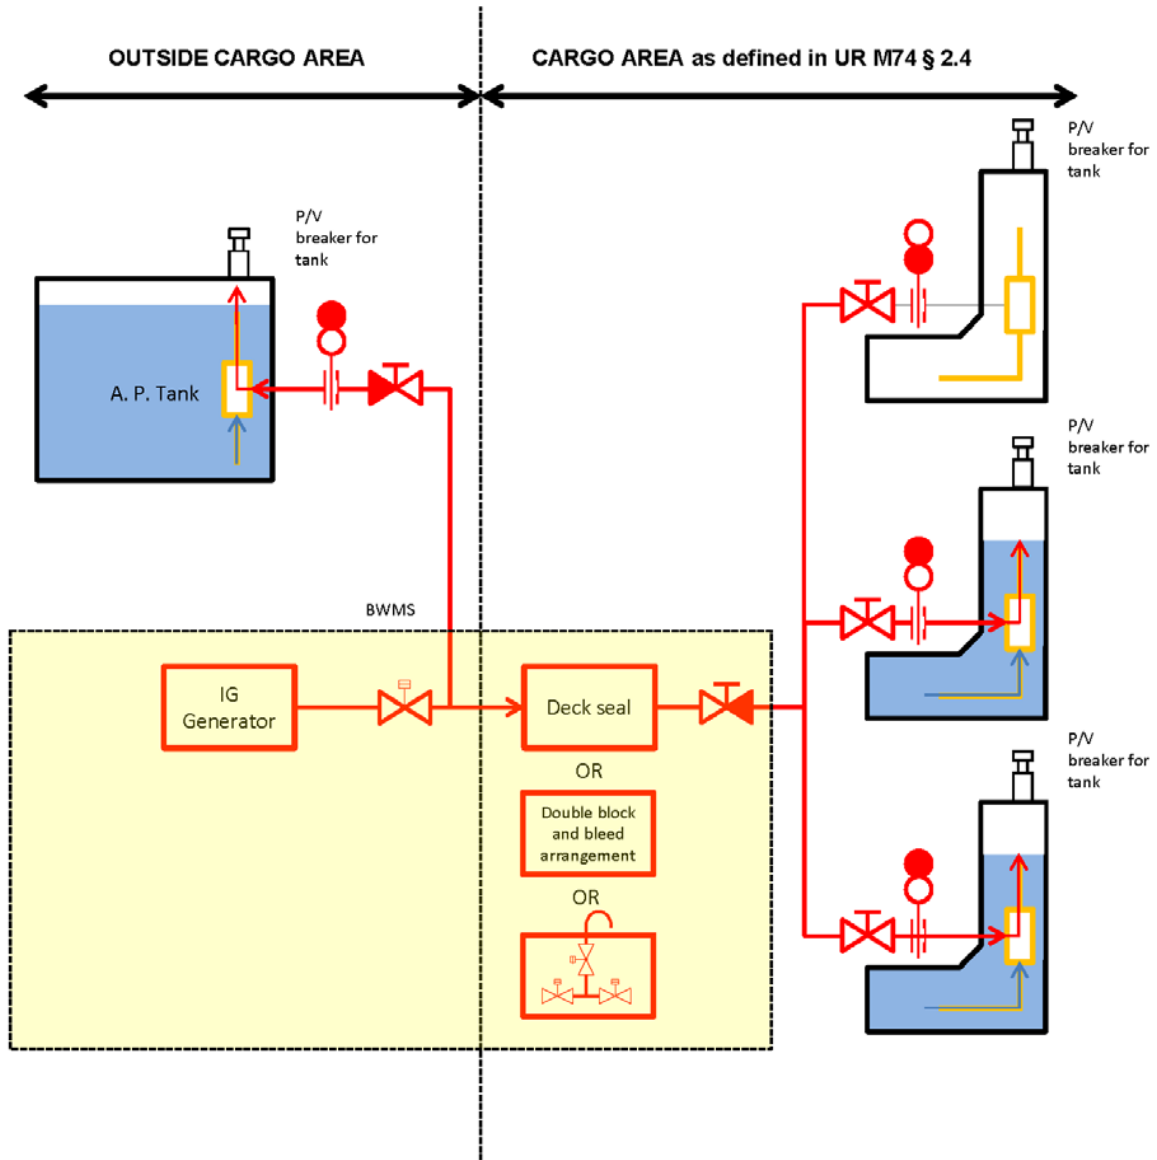 OUTSIDE CARGO AREA
CARGO AREA as defined in UR M74 § 2.4
P/V
breaker for
tank
P/V
breaker for
tank
A. P. Tank
P/V
breaker for
tank
BWMS
IG
Generator
Deck seal
OR
Double block
and bleed
arrangement
OR
P/V
breaker for
tank